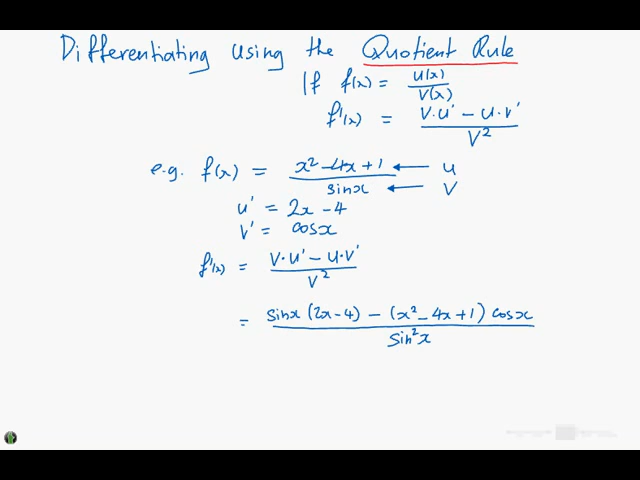 Differentiating using the Quotient Rule
If f(x) = u(x)/v(x)
f'(x) = (v·u' − u·v')/v²
e.g. f(x) = (x² − 4x + 1)/sinx ← u ← v
u' = 2x − 4
v' = cosx
f'(x) = (v·u' − u·v')/v²
= (sinx (2x−4) − (x² − 4x + 1) cosx)/sin²x